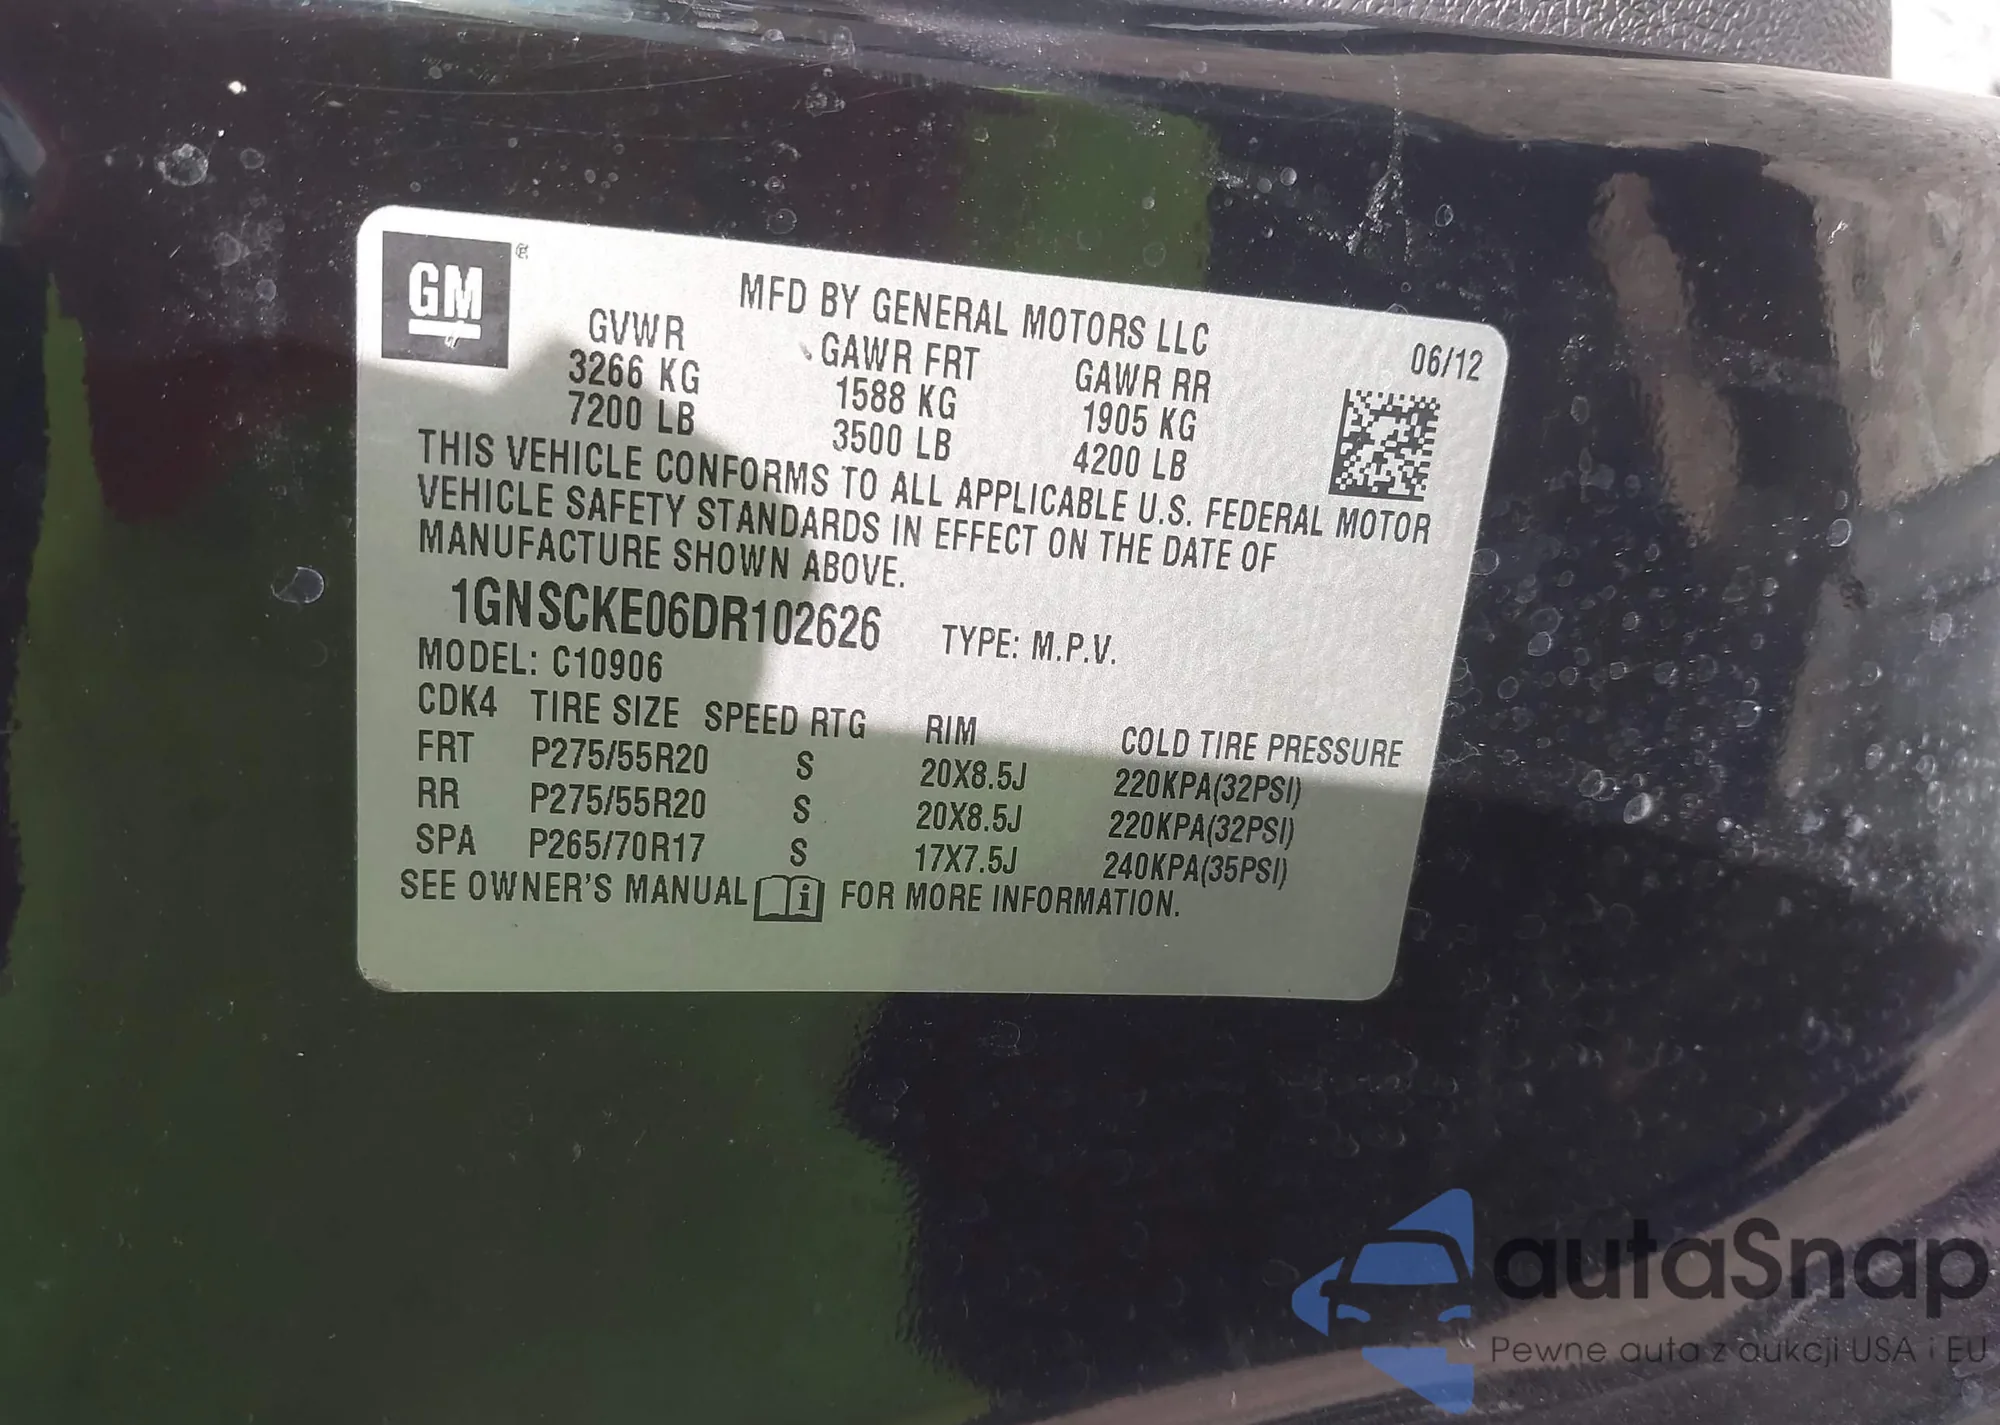 GM ®
MFD BY GENERAL MOTORS LLC
06/12
GVWR GAWR FRT GAWR RR
3266 KG 1588 KG 1905 KG
7200 LB 3500 LB 4200 LB
THIS VEHICLE CONFORMS TO ALL APPLICABLE U.S. FEDERAL MOTOR
VEHICLE SAFETY STANDARDS IN EFFECT ON THE DATE OF
MANUFACTURE SHOWN ABOVE.
1GNSCKE06DR102626 TYPE: M.P.V.
MODEL: C10906
CDK4 TIRE SIZE SPEED RTG RIM COLD TIRE PRESSURE
FRT P275/55R20 S 20X8.5J 220KPA(32PSI)
RR P275/55R20 S 20X8.5J 220KPA(32PSI)
SPA P265/70R17 S 17X7.5J 240KPA(35PSI)
SEE OWNER'S MANUAL i FOR MORE INFORMATION.
autaSnap
Pewne auta z aukcji USA i EU